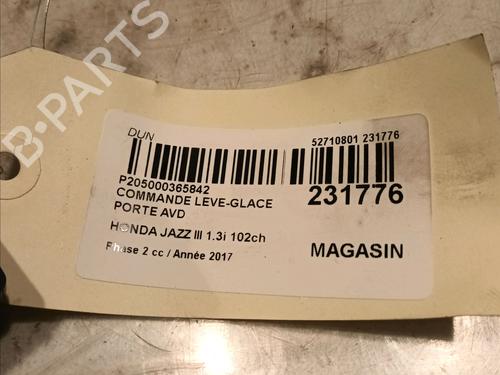 B-PARTS
DUN
52710801 231776
P205000365842
COMMANDE LEVE-GLACE
PORTE AVD
231776
HONDA JAZZ III 1.3i 102ch
MAGASIN
Phase 2 cc / Année 2017